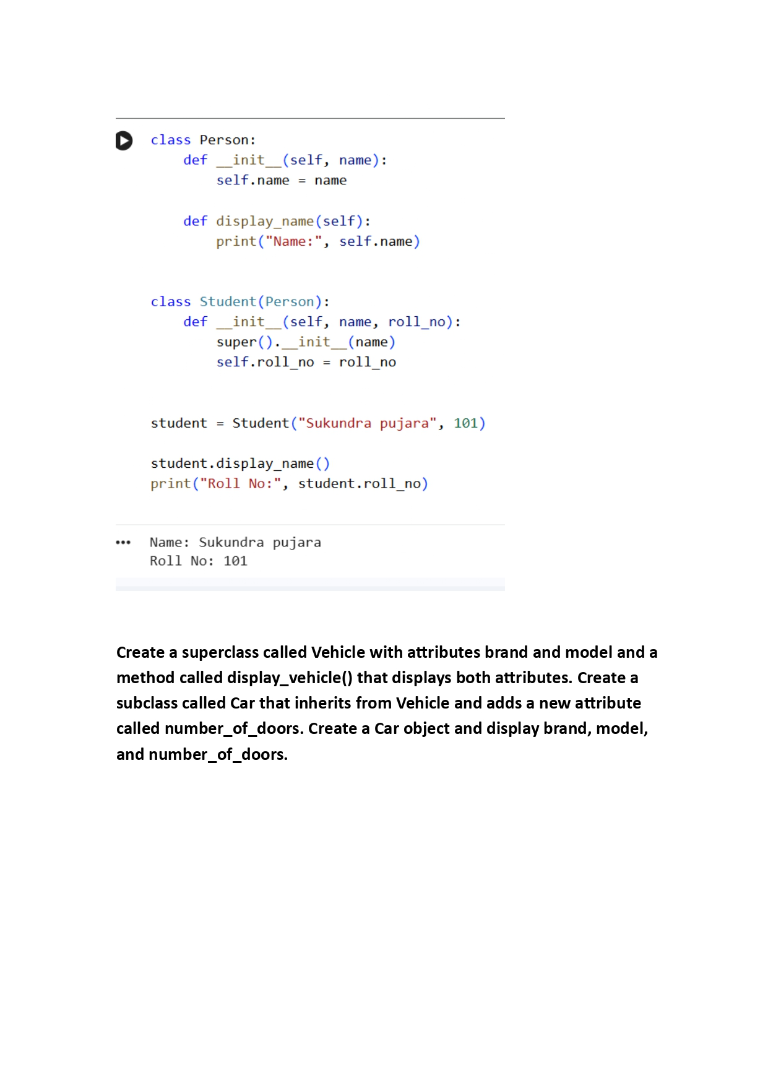 class Person:
    def __init__(self, name):
        self.name = name
    def display_name(self):
        print("Name:", self.name)
class Student(Person):
    def __init__(self, name, roll_no):
        super().__init__(name)
        self.roll_no = roll_no
student = Student("Sukundra pujara", 101)
student.display_name()
print("Roll No:", student.roll_no)
Name: Sukundra pujara
Roll No: 101
Create a superclass called Vehicle with attributes brand and model and a
method called display_vehicle() that displays both attributes. Create a
subclass called Car that inherits from Vehicle and adds a new attribute
called number_of_doors. Create a Car object and display brand, model,
and number_of_doors.